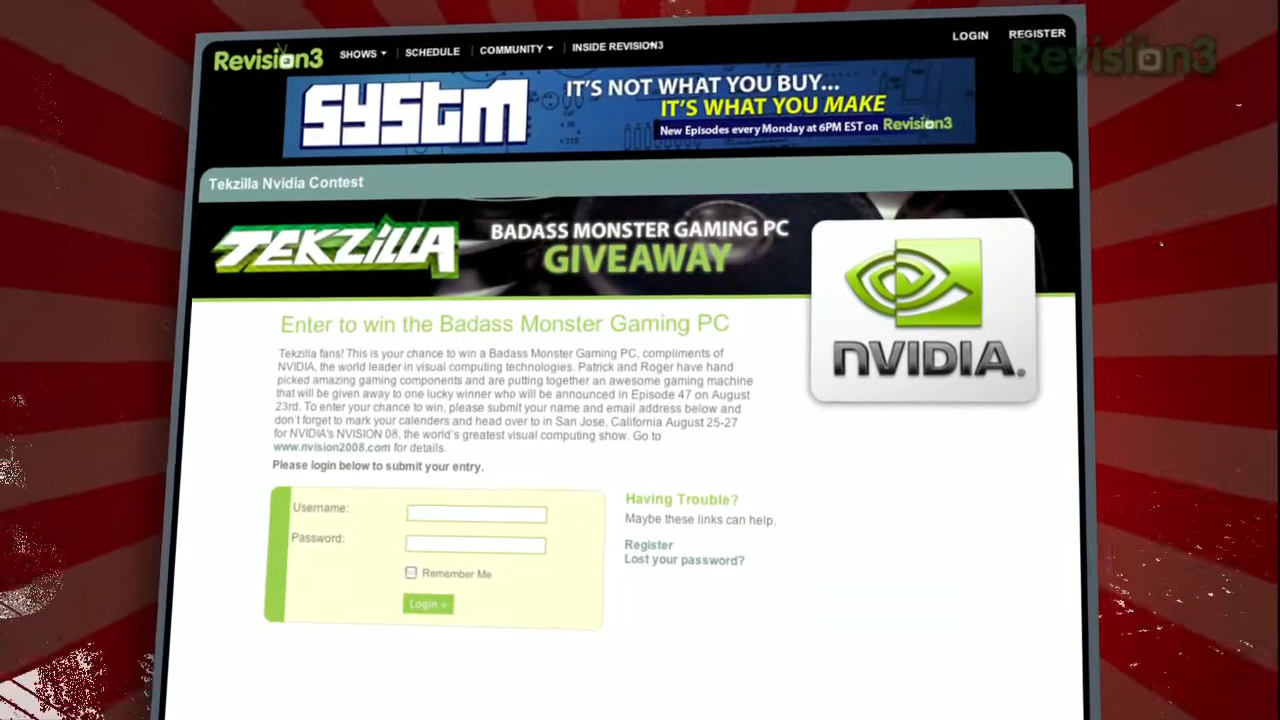 Revision3
SHOWS
SCHEDULE
COMMUNITY
INSIDE REVISION3
LOGIN
REGISTER
Revision3
SYSTM
IT'S NOT WHAT YOU BUY...
IT'S WHAT YOU MAKE
New Episodes every Monday at 6PM EST on Revision3
Tekzilla Nvidia Contest
TEKZILLA
BADASS MONSTER GAMING PC
GIVEAWAY
NVIDIA®
Enter to win the Badass Monster Gaming PC
Tekzilla fans! This is your chance to win a Badass Monster Gaming PC, compliments of
NVIDIA, the world leader in visual computing technologies. Patrick and Roger have hand
picked amazing gaming components and are putting together an awesome gaming machine
that will be given away to one lucky winner who will be announced in Episode 47 on August
23rd. To enter your chance to win, please submit your name and email address below and
don't forget to mark your calenders and head over to in San Jose, California August 25-27
for NVIDIA's NVISION 08, the world's greatest visual computing show. Go to
www.nvision2008.com for details.
Please login below to submit your entry.
Username:
Password:
Remember Me
Login »
Having Trouble?
Maybe these links can help.
Register
Lost your password?